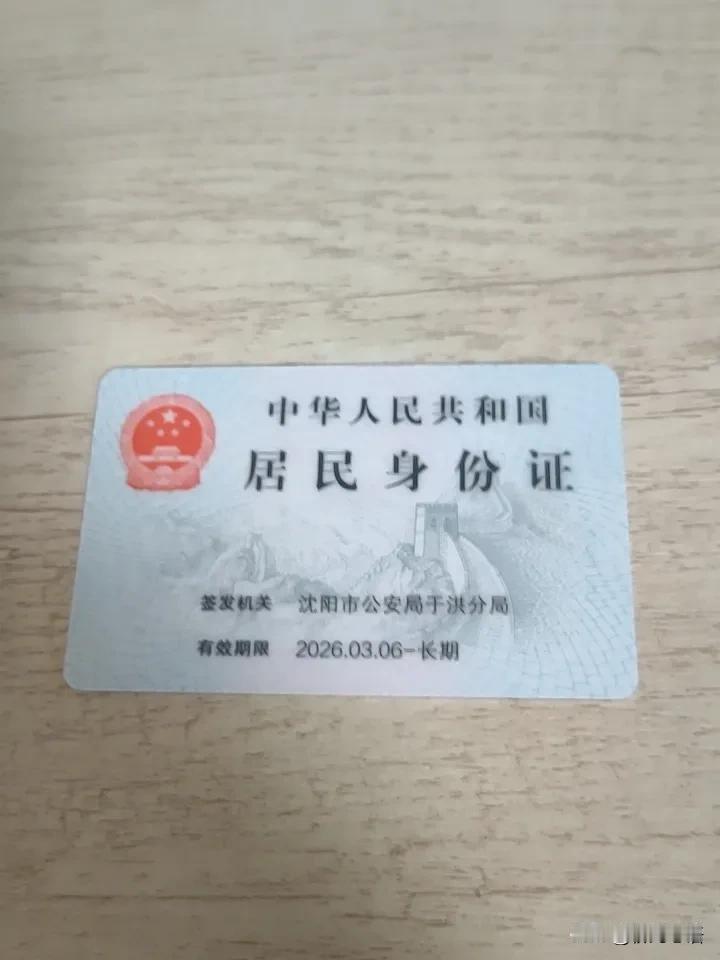 中华人民共和国
居民身份证
签发机关 沈阳市公安局于洪分局
有效期限 2026.03.06-长期